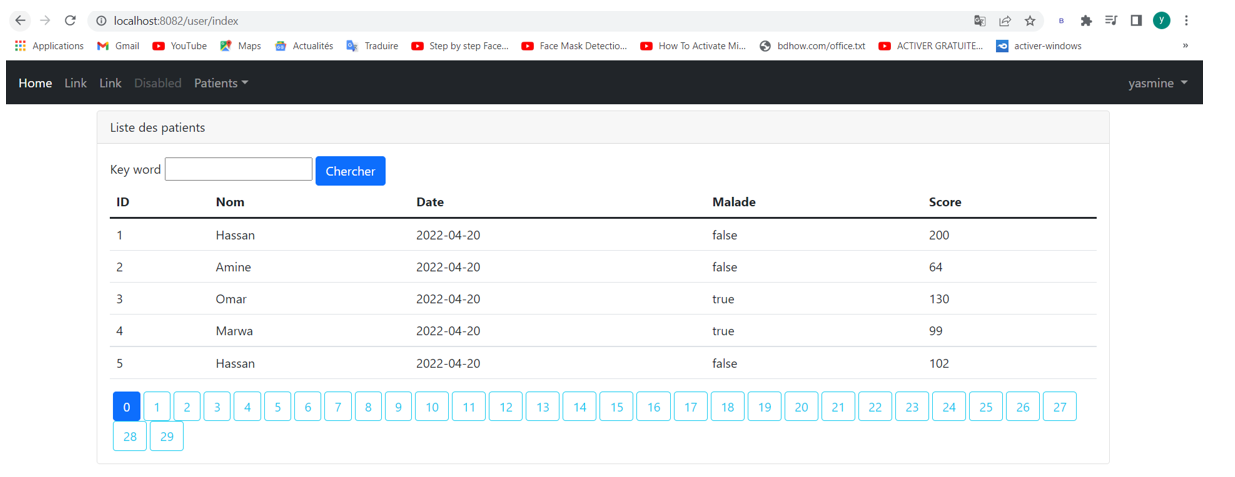 localhost:8082/user/index
B
y
Applications Gmail YouTube Maps Actualités Traduire Step by step Face... Face Mask Detectio... How To Activate Mi... bdhow.com/office.txt ACTIVER GRATUITE... activer-windows »
Home Link Link Disabled Patients yasmine
Liste des patients
Key word Chercher
ID Nom Date Malade Score
1 Hassan 2022-04-20 false 200
2 Amine 2022-04-20 false 64
3 Omar 2022-04-20 true 130
4 Marwa 2022-04-20 true 99
5 Hassan 2022-04-20 false 102
0 1 2 3 4 5 6 7 8 9 10 11 12 13 14 15 16 17 18 19 20 21 22 23 24 25 26 27
28 29